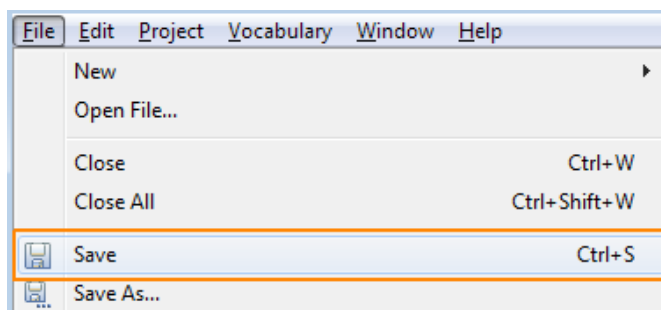 File Edit Project Vocabulary Window Help
New
Open File...
Close Ctrl+W
Close All Ctrl+Shift+W
Save Ctrl+S
Save As...